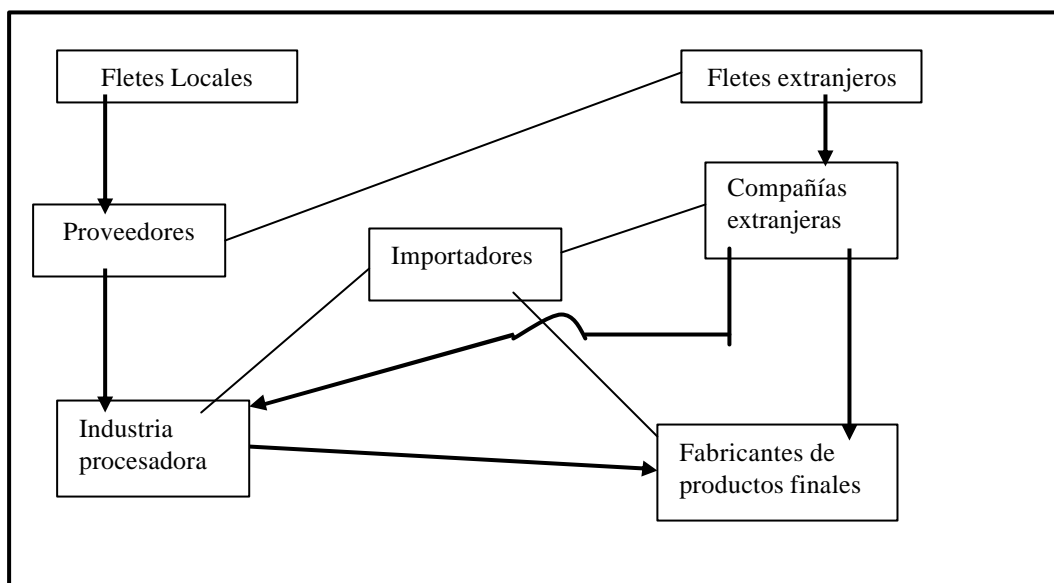 Fletes Locales
Fletes extranjeros
Compañías
extranjeras
Proveedores
Importadores
Industria
procesadora
Fabricantes de
productos finales